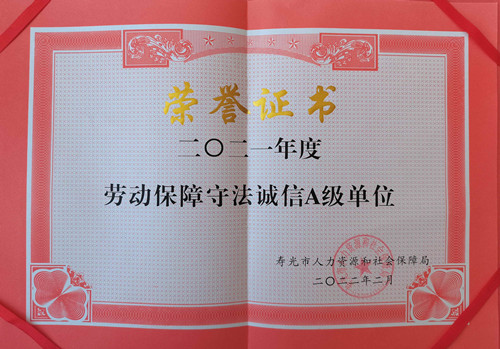 荣誉证书
二〇二一年度
劳动保障守法诚信A级单位
寿光市人力资源和社会保障局
二〇二二年二月